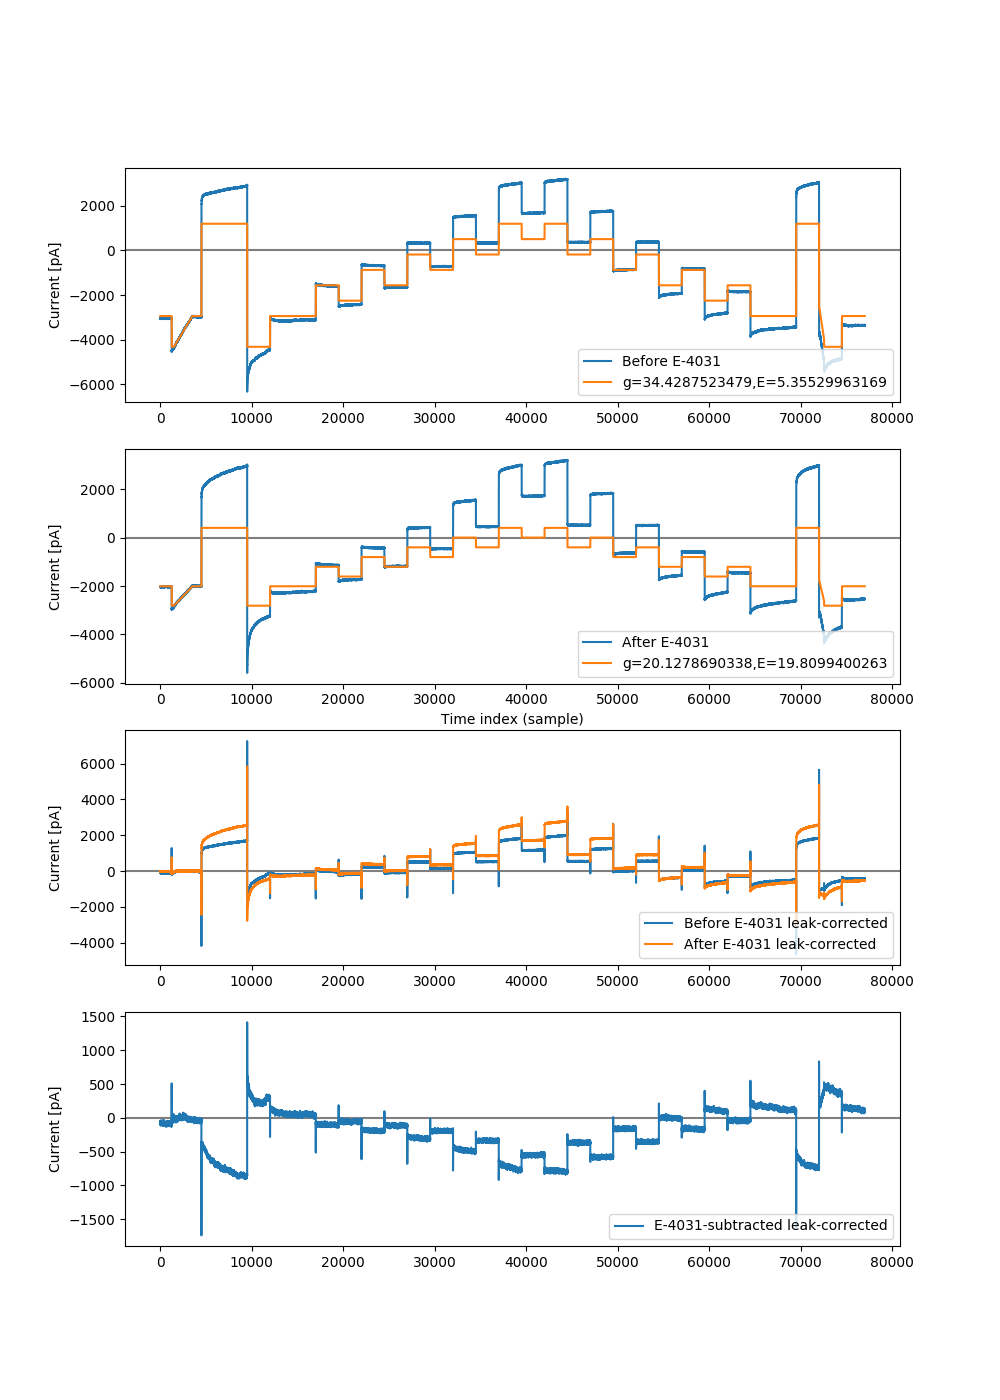 2000
0
−2000
−4000
−6000
Current [pA]
0 10000 20000 30000 40000 50000 60000 70000 80000
Before E-4031
g=34.4287523479,E=5.35529963169
2000
0
−2000
−4000
−6000
Current [pA]
0 10000 20000 30000 40000 50000 60000 70000 80000
Time index (sample)
After E-4031
g=20.1278690338,E=19.8099400263
6000
4000
2000
0
−2000
−4000
Current [pA]
0 10000 20000 30000 40000 50000 60000 70000 80000
Before E-4031 leak-corrected
After E-4031 leak-corrected
1500
1000
500
0
−500
−1000
−1500
Current [pA]
0 10000 20000 30000 40000 50000 60000 70000 80000
E-4031-subtracted leak-corrected